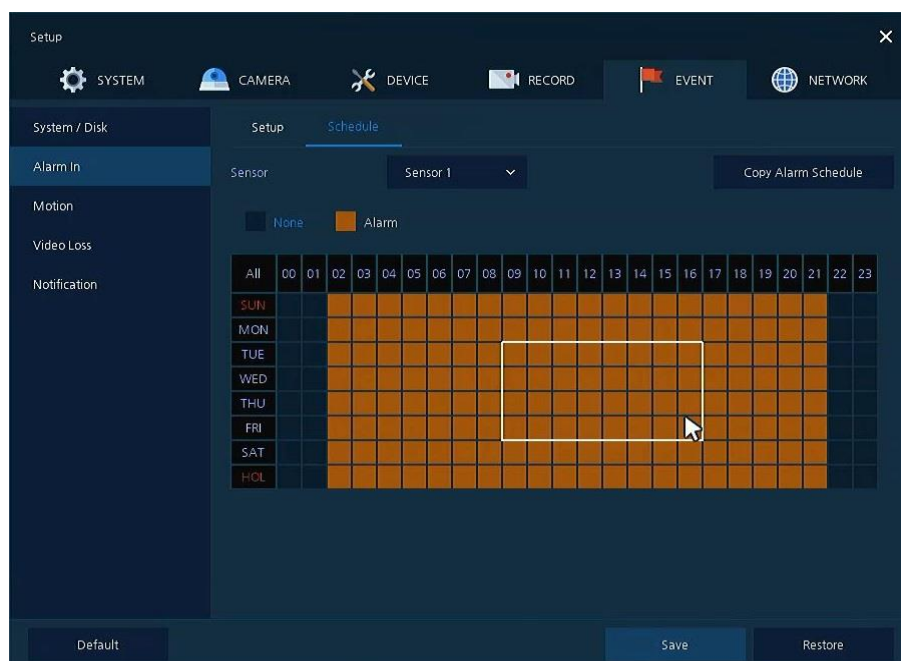 Setup
SYSTEM CAMERA DEVICE RECORD EVENT NETWORK
System / Disk
Alarm In
Motion
Video Loss
Notification
Setup Schedule
Sensor Sensor 1 Copy Alarm Schedule
None Alarm
All 00 01 02 03 04 05 06 07 08 09 10 11 12 13 14 15 16 17 18 19 20 21 22 23
SUN
MON
TUE
WED
THU
FRI
SAT
HOL
Default Save Restore